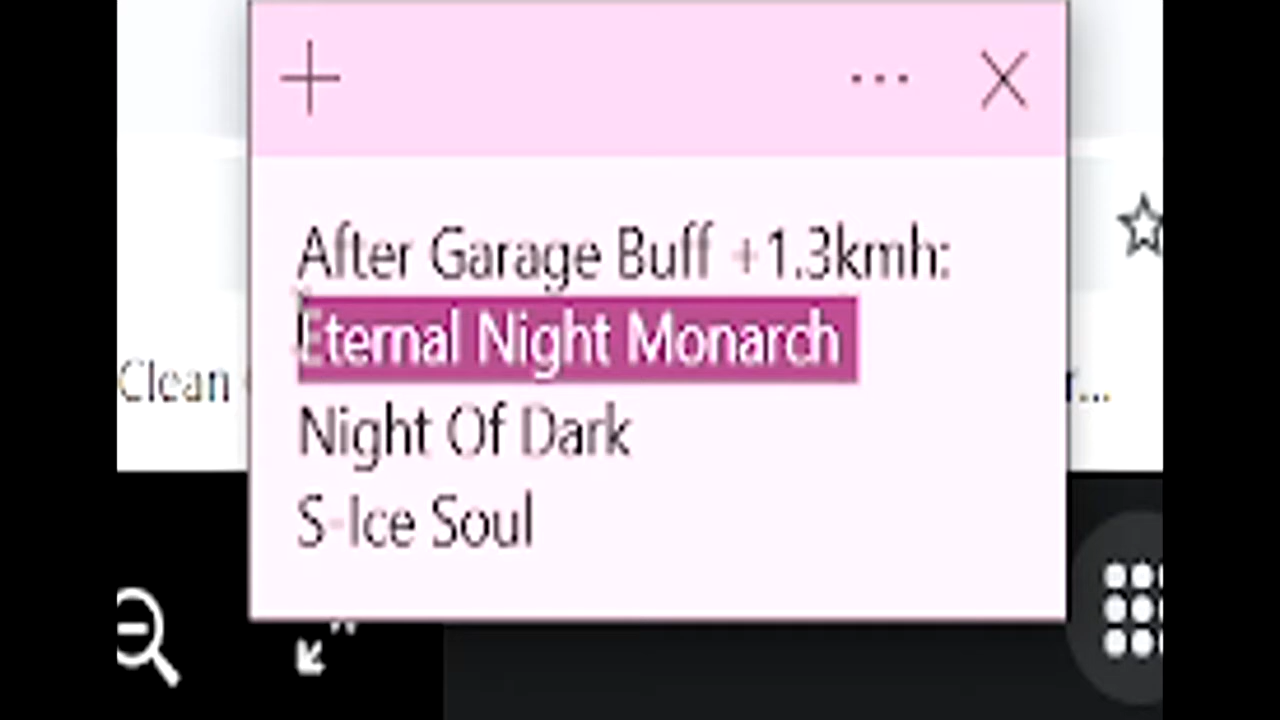 After Garage Buff +1.3kmh:
Eternal Night Monarch
Night Of Dark
S-Ice Soul
Clean